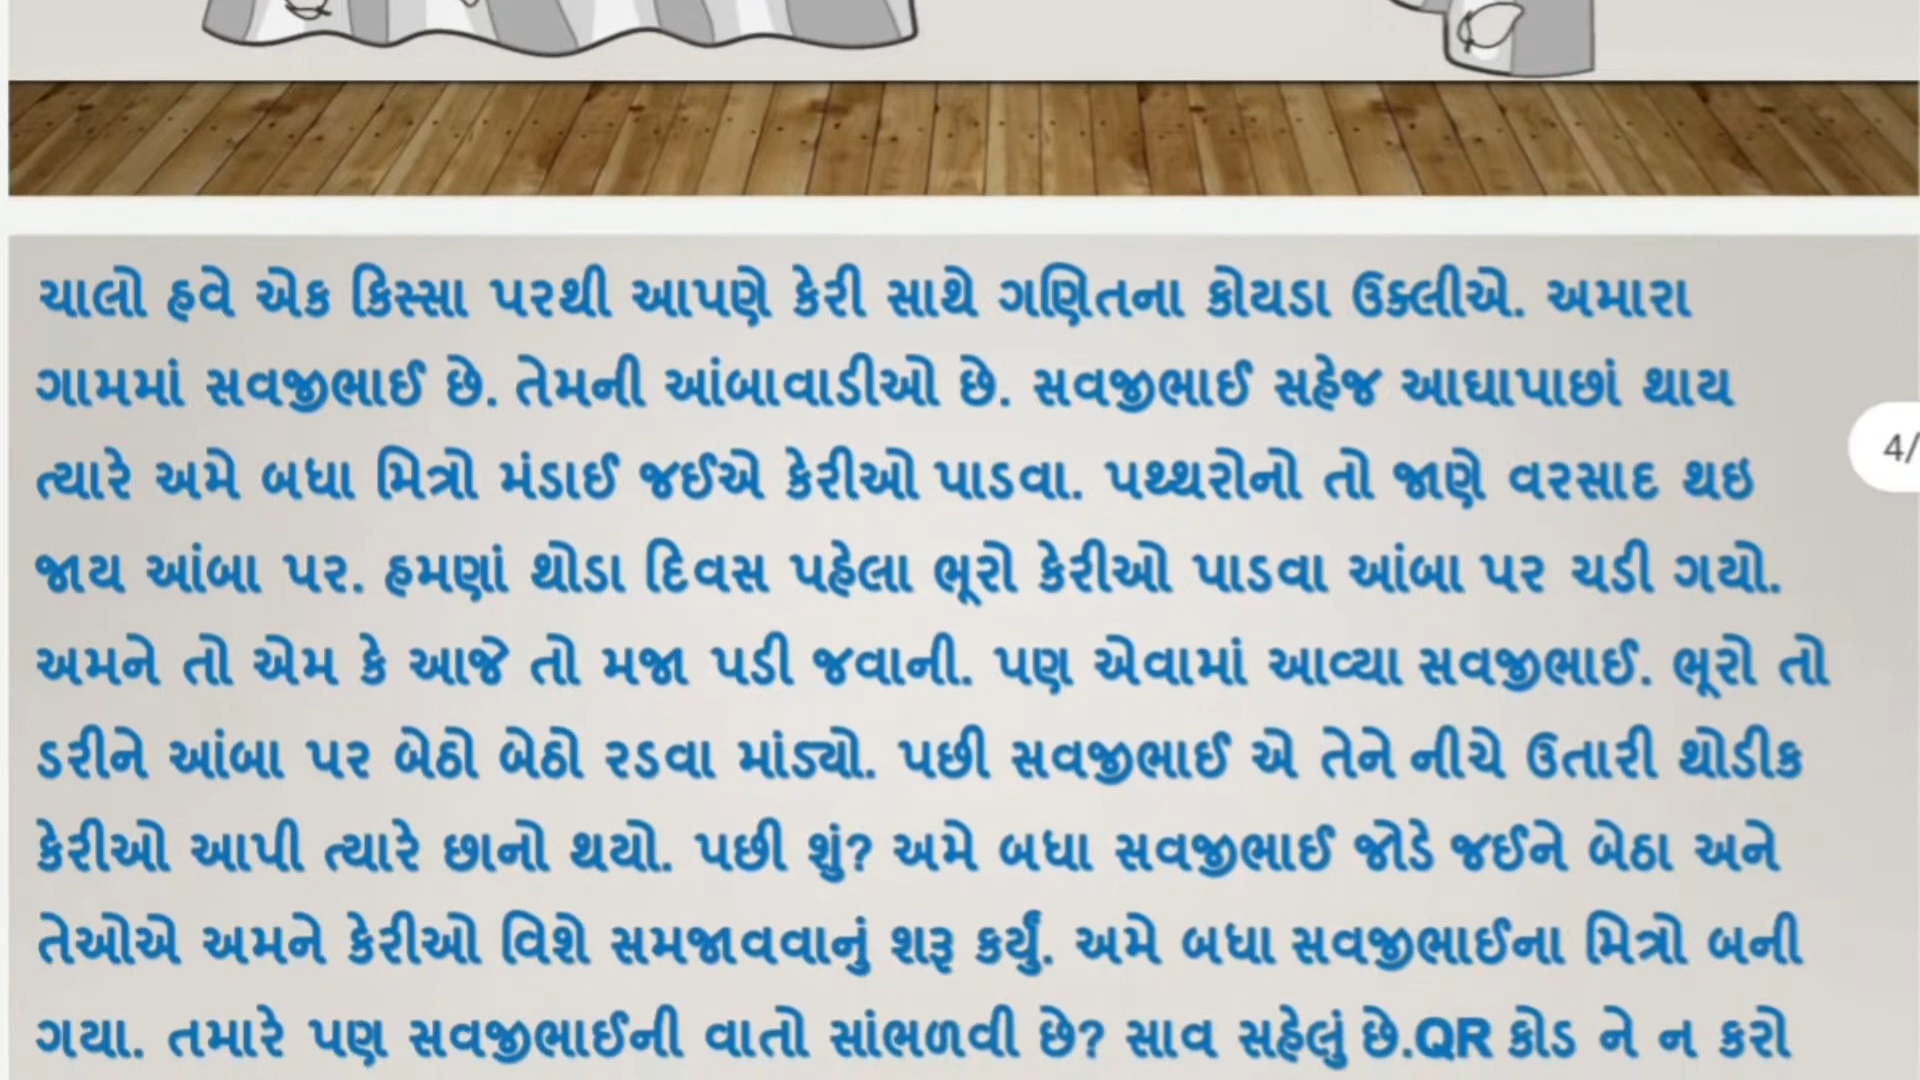 ચાલો હવે એક કિસ્સા પરથી આપણે કેરી સાથે ગણિતના કોયડા ઉક્લીએ. અમારા
ગામમાં સવજીભાઈ છે. તેમની આંબાવાડીઓ છે. સવજીભાઈ સહેજ આઘાપાછાં થાય
4/
ત્યારે અમે બધા મિત્રો મંડાઈ જઈએ કેરીઓ પાડવા. પથ્થરોનો તો જાણે વરસાદ થઇ
જાય આંબા પર. હમણાં થોડા દિવસ પહેલા ભૂરો કેરીઓ પાડવા આંબા પર ચડી ગયો.
અમને તો એમ કે આજે તો મજા પડી જવાની. પણ એવામાં આવ્યા સવજીભાઈ. ભૂરો તો
ડરીને આંબા પર બેઠો બેઠો રડવા માંડ્યો. પછી સવજીભાઈ એ તેને નીચે ઉતારી થોડીક
કેરીઓ આપી ત્યારે છાનો થયો. પછી શું? અમે બધા સવજીભાઈ જોડે જઈને બેઠા અને
તેઓએ અમને કેરીઓ વિશે સમજાવવાનું શરૂ કર્યું. અમે બધા સવજીભાઈના મિત્રો બની
ગયા. તમારે પણ સવજીભાઈની વાતો સાંભળવી છે? સાવ સહેલું છે.QR કોડ ને ન કરો